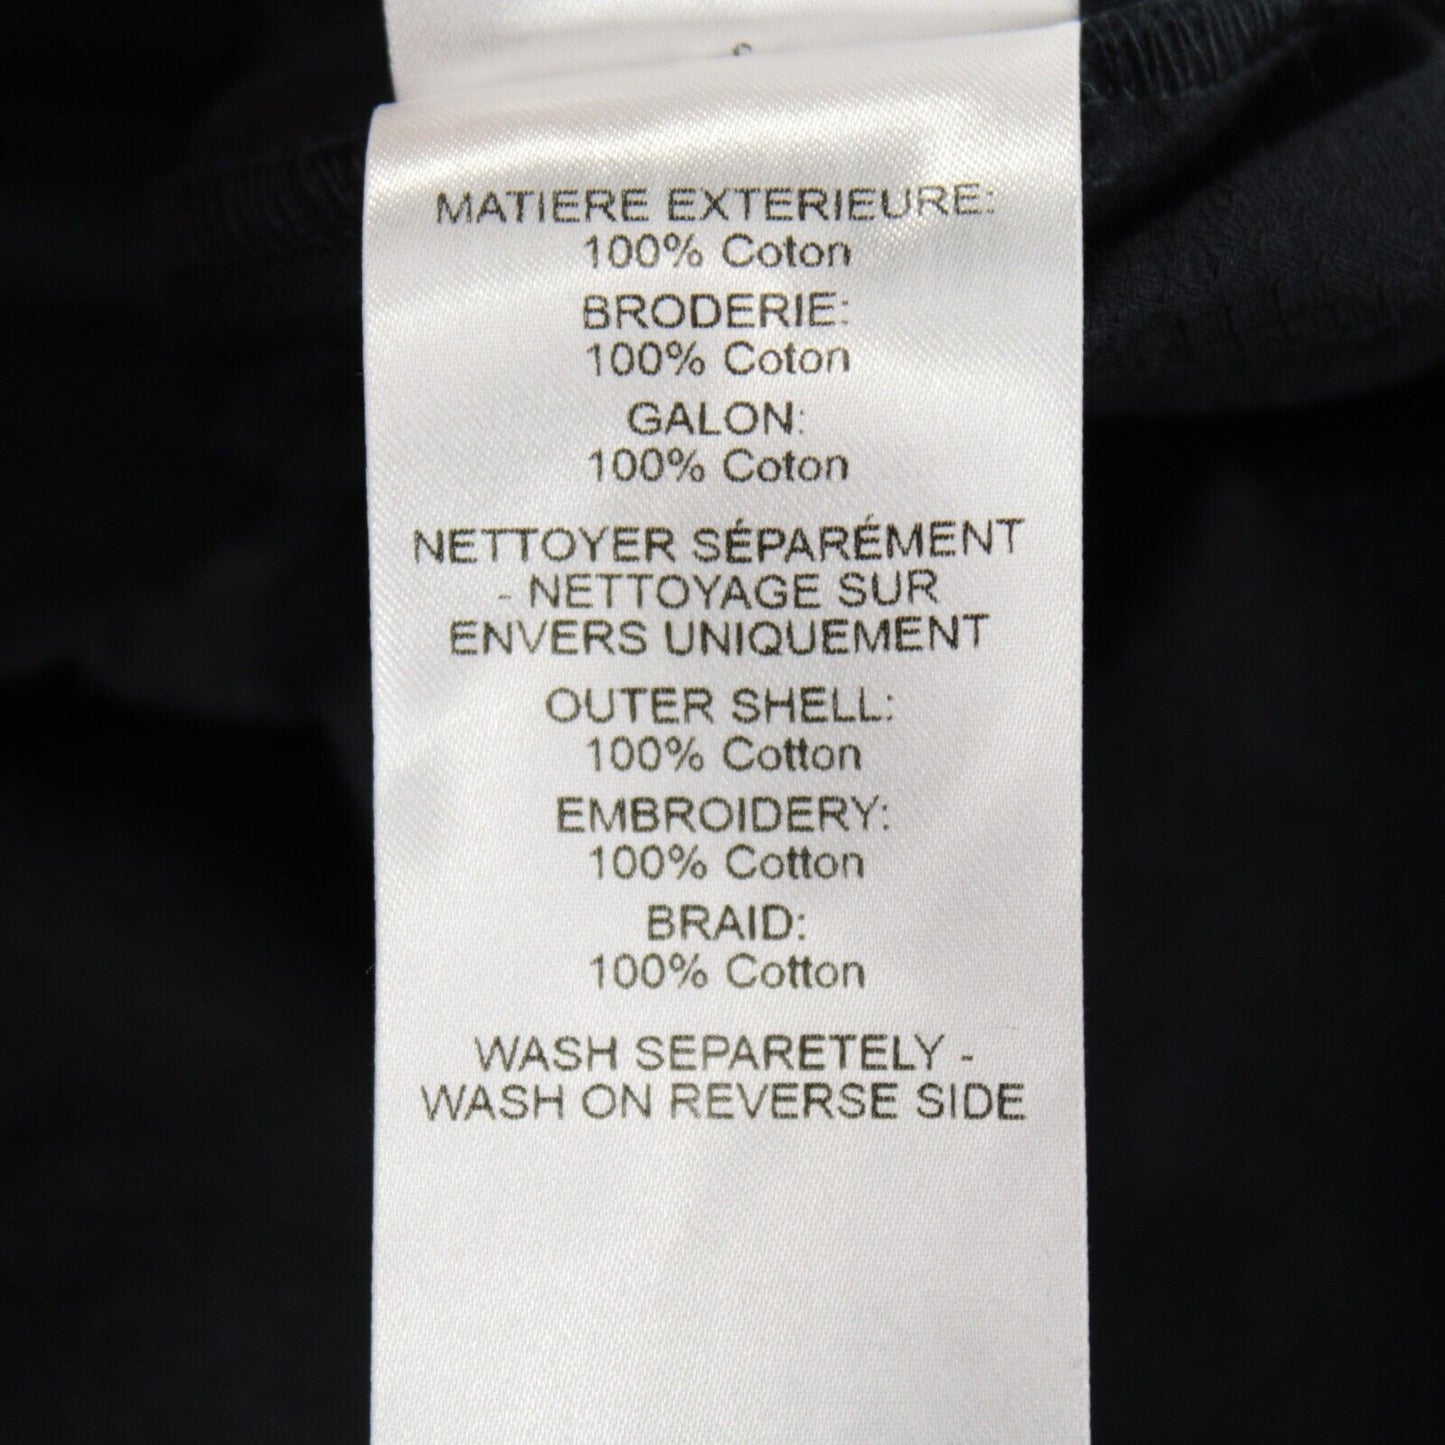 MATIERE EXTERIEURE:
100% Coton
BRODERIE:
100% Coton
GALON:
100% Coton
NETTOYER SÉPARÉMENT
- NETTOYAGE SUR
ENVERS UNIQUEMENT
OUTER SHELL:
100% Cotton
EMBROIDERY:
100% Cotton
BRAID:
100% Cotton
WASH SEPARETELY -
WASH ON REVERSE SIDE